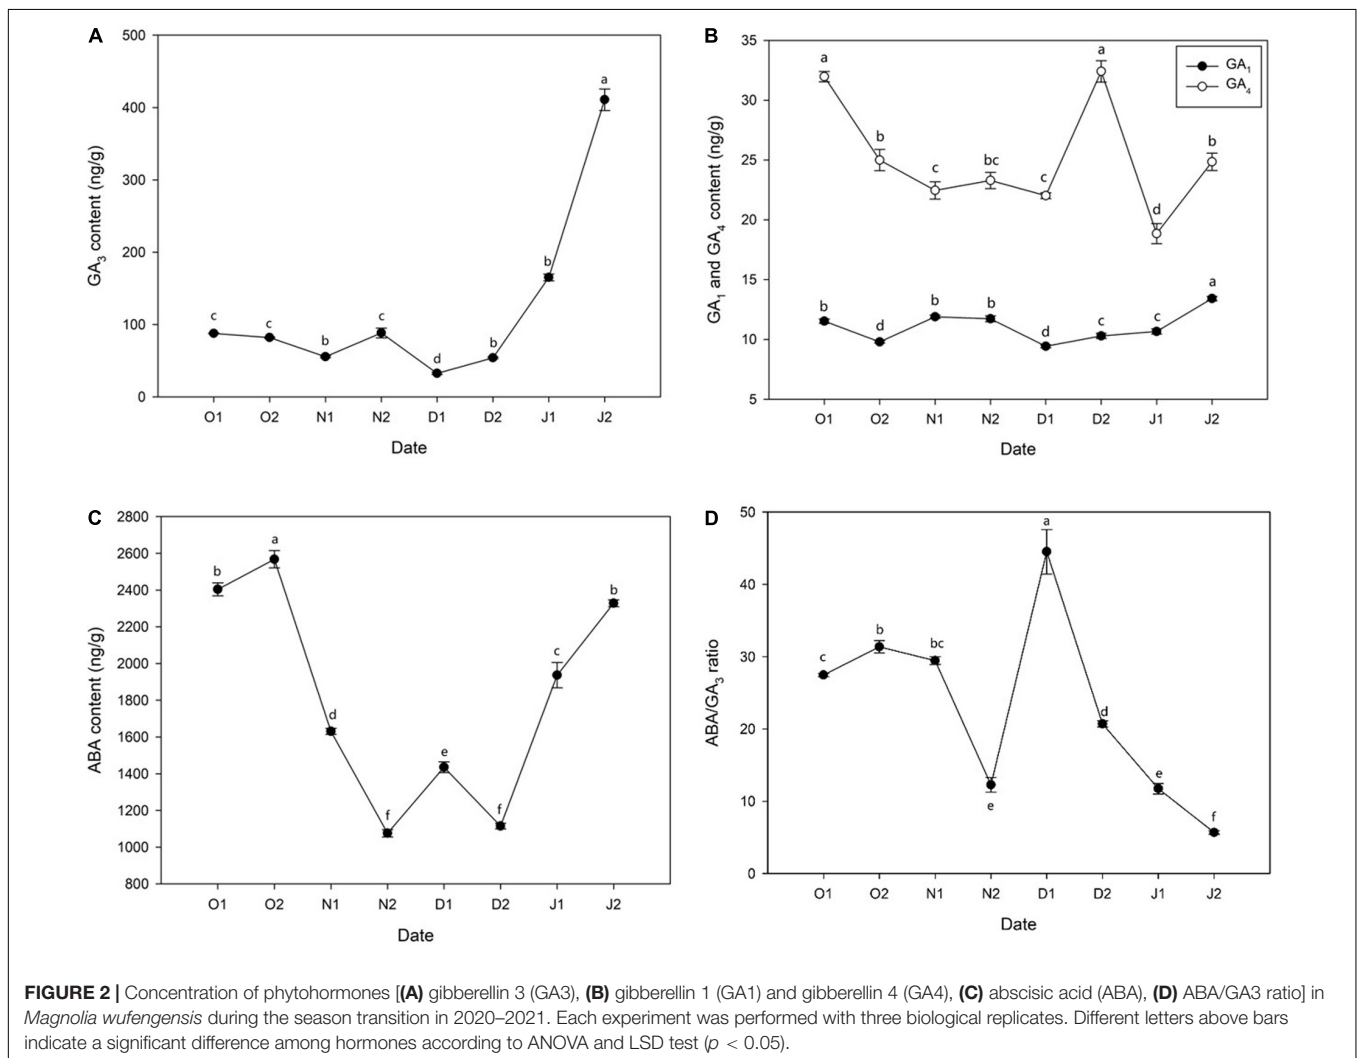 A
500
400
300
200
100
0
GA3 content (ng/g)
c
c
b
c
d
b
b
a
O1 O2 N1 N2 D1 D2 J1 J2
Date
B
35
30
25
20
15
10
5
GA1 and GA4 content (ng/g)
GA1
GA4
a
b
c
bc
c
a
d
b
b
d
b
b
d
c
c
a
O1 O2 N1 N2 D1 D2 J1 J2
Date
C
2800
2600
2400
2200
2000
1800
1600
1400
1200
1000
800
ABA content (ng/g)
b
a
d
f
e
f
c
b
O1 O2 N1 N2 D1 D2 J1 J2
Date
D
50
40
30
20
10
0
ABA/GA3 ratio
c
b
bc
e
a
d
e
f
O1 O2 N1 N2 D1 D2 J1 J2
Date
FIGURE 2 | Concentration of phytohormones [(A) gibberellin 3 (GA3), (B) gibberellin 1 (GA1) and gibberellin 4 (GA4), (C) abscisic acid (ABA), (D) ABA/GA3 ratio] in
Magnolia wufengensis during the season transition in 2020–2021. Each experiment was performed with three biological replicates. Different letters above bars
indicate a significant difference among hormones according to ANOVA and LSD test (p < 0.05).